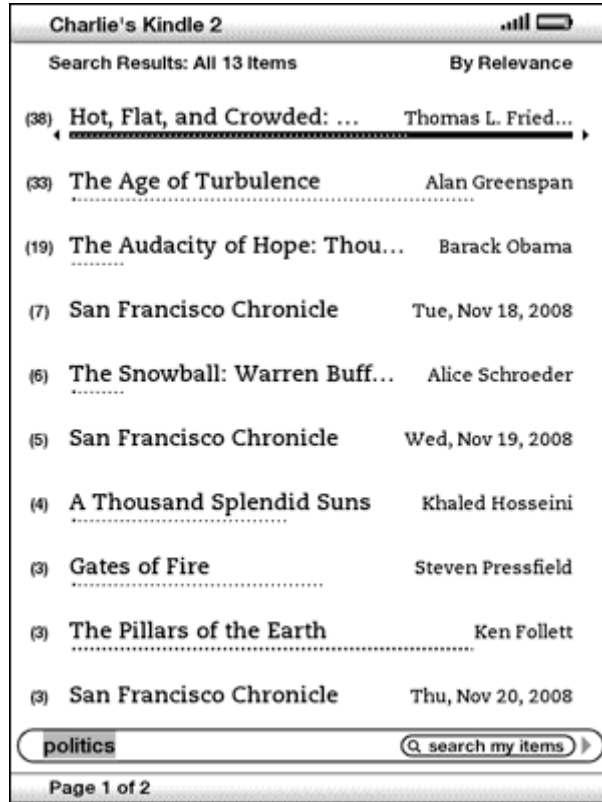 Charlie's Kindle 2
Search Results: All 13 Items By Relevance
(38) Hot, Flat, and Crowded: ... Thomas L. Fried...
(33) The Age of Turbulence Alan Greenspan
(19) The Audacity of Hope: Thou... Barack Obama
(7) San Francisco Chronicle Tue, Nov 18, 2008
(6) The Snowball: Warren Buff... Alice Schroeder
(5) San Francisco Chronicle Wed, Nov 19, 2008
(4) A Thousand Splendid Suns Khaled Hosseini
(3) Gates of Fire Steven Pressfield
(3) The Pillars of the Earth Ken Follett
(3) San Francisco Chronicle Thu, Nov 20, 2008
politics search my items
Page 1 of 2